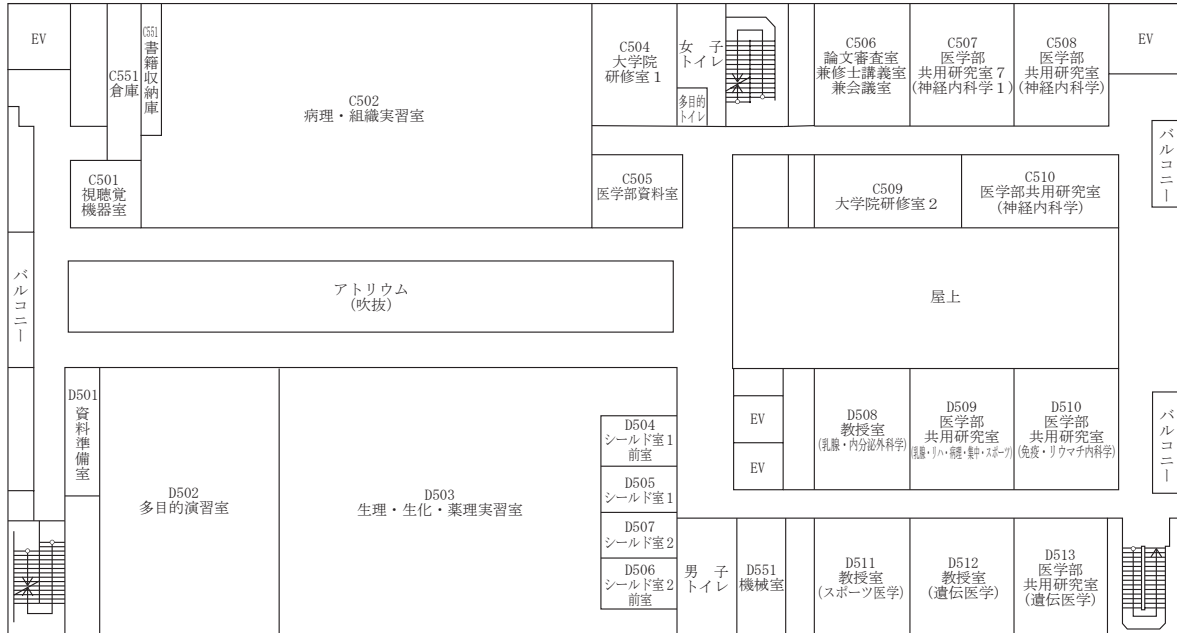 EV
C551
倉庫
C551
書籍収納庫
C502
病理・組織実習室
C504
大学院
研修室1
女子
トイレ
多目的
トイレ
C506
論文審査室
兼修士講義室
兼会議室
C507
医学部
共用研究室7
(神経内科学1)
C508
医学部
共用研究室
(神経内科学)
EV
バルコニー
C501
視聴覚
機器室
C505
医学部資料室
C509
大学院研修室2
C510
医学部共用研究室
(神経内科学)
バルコニー
アトリウム
(吹抜)
屋上
D501
資料準備室
D502
多目的演習室
D503
生理・生化・薬理実習室
D504
シールド室1
前室
D505
シールド室1
D507
シールド室2
D506
シールド室2
前室
EV
EV
D508
教授室
(乳腺・内分泌外科学)
D509
医学部
共用研究室
(乳腺・リハ・病理・集中・スポーツ)
D510
医学部
共用研究室
(免疫・リウマチ内科学)
バルコニー
男子
トイレ
D551
機械室
D511
教授室
(スポーツ医学)
D512
教授室
(遺伝医学)
D513
医学部
共用研究室
(遺伝医学)